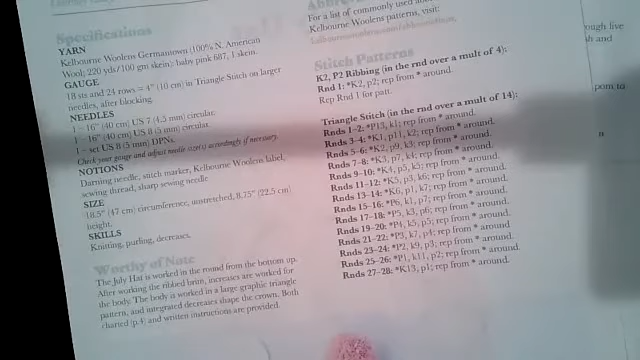 Specifications
YARN
Kelbourne Woolens Germantown (100% N. American
Wool; 220 yds/100 gm skein): baby pink 687, 1 skein.
GAUGE
18 sts and 24 rows = 4" (10 cm) in Triangle Stitch on larger
needles, after blocking.
NEEDLES
1 – 16" (40 cm) US 7 (4.5 mm) circular.
1 – 16" (40 cm) US 8 (5 mm) circular.
1 – set US 8 (5 mm) DPNs.
Check your gauge and adjust needle size(s) accordingly if necessary.
NOTIONS
Darning needle, stitch marker, Kelbourne Woolens label,
sewing thread, sharp sewing needle
SIZE
18.5" (47 cm) circumference, unstretched, 8.75" (22.5 cm)
height.
SKILLS
Knitting, purling, decreases.
Worthy of Note
The July Hat is worked in the round from the bottom up.
After working the ribbed brim, increases are worked for
the body. The body is worked in a large graphic triangle
pattern, and integrated decreases shape the crown. Both
charted (p.4) and written instructions are provided.
For a list of commonly used
Kelbourne Woolens patterns, visit:
Stitch Patterns
K2, P2 Ribbing (in the rnd over a mult of 4):
Rnd 1: *K2, p2; rep from * around.
Rep Rnd 1 for patt.
Triangle Stitch (in the rnd over a mult of 14):
Rnds 1–2: *P13, k1; rep from * around.
Rnds 3–4: *K1, p11, k2; rep from * around.
Rnds 5–6: *K2, p9, k3; rep from * around.
Rnds 7–8: *K3, p7, k4; rep from * around.
Rnds 9–10: *K4, p5, k5; rep from * around.
Rnds 11–12: *K5, p3, k6; rep from * around.
Rnds 13–14: *K6, p1, k7; rep from * around.
Rnds 15–16: *P6, k1, p7; rep from * around.
Rnds 17–18: *P5, k3, p6; rep from * around.
Rnds 19–20: *P4, k5, p5; rep from * around.
Rnds 21–22: *P3, k7, p4; rep from * around.
Rnds 23–24: *P2, k9, p3; rep from * around.
Rnds 25–26: *P1, k11, p2; rep from * around.
Rnds 27–28: *K13, p1; rep from * around.
five
and
pom to